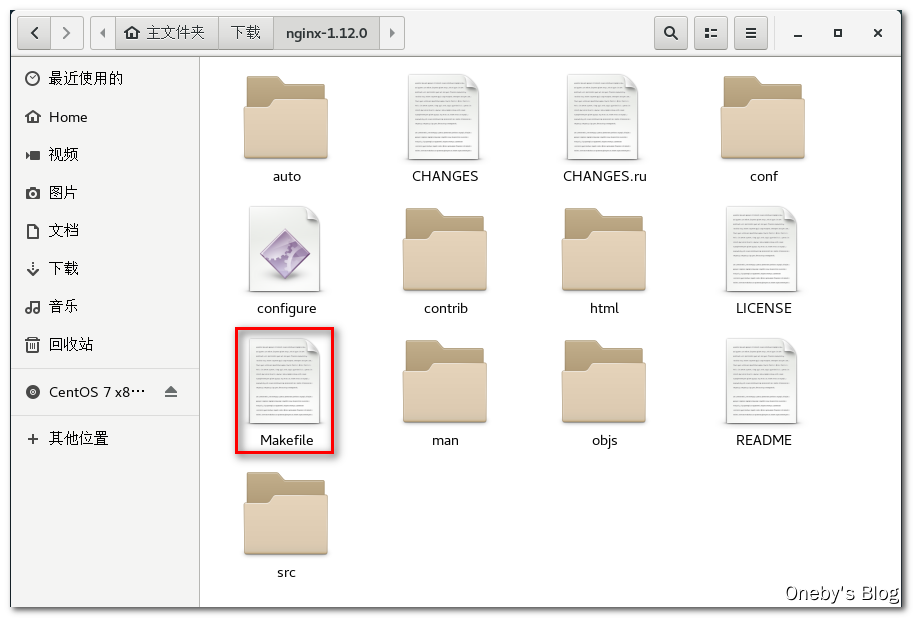 主文件夹 下载 nginx-1.12.0
最近使用的
Home
视频
图片
文档
下载
音乐
回收站
CentOS 7 x8···
其他位置
auto CHANGES CHANGES.ru conf
configure contrib html LICENSE
Makefile man objs README
src
Oneby's Blog